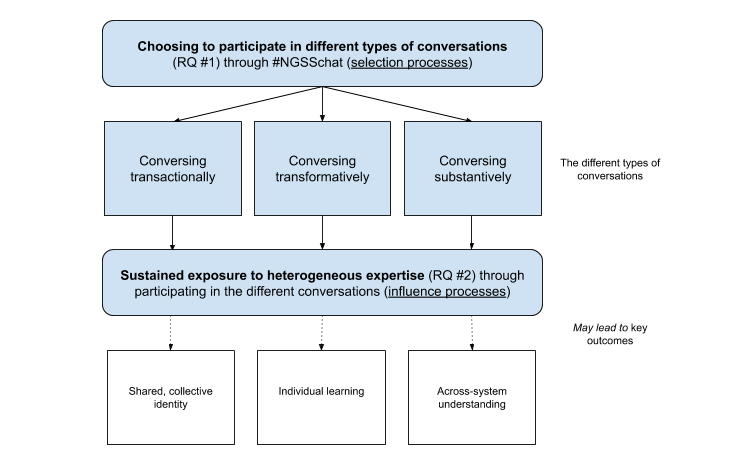 Choosing to participate in different types of conversations
(RQ #1) through #NGSSchat (selection processes)
Conversing
transactionally
Conversing
transformatively
Conversing
substantively
The different types of
conversations
Sustained exposure to heterogeneous expertise (RQ #2) through
participating in the different conversations (influence processes)
May lead to key
outcomes
Shared, collective
identity
Individual learning
Across-system
understanding